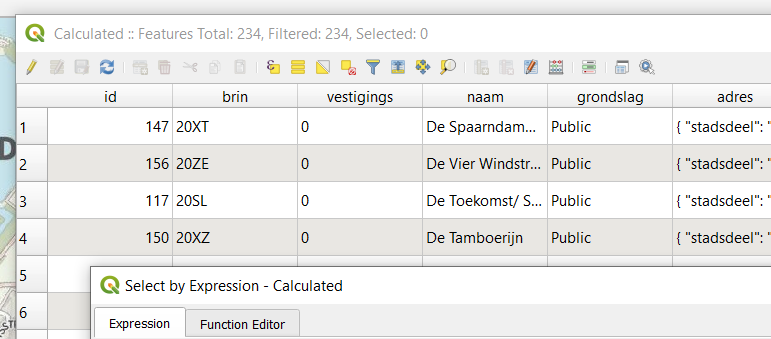 Calculated :: Features Total: 234, Filtered: 234, Selected: 0
id brin vestigings naam grondslag adres
1 147 20XT 0 De Spaarndam... Public { "stadsdeel": "
2 156 20ZE 0 De Vier Windstr... Public { "stadsdeel": "
3 117 20SL 0 De Toekomst/ S... Public { "stadsdeel": "
4 150 20XZ 0 De Tamboerijn Public { "stadsdeel": "
5
Select by Expression - Calculated
6
Expression Function Editor